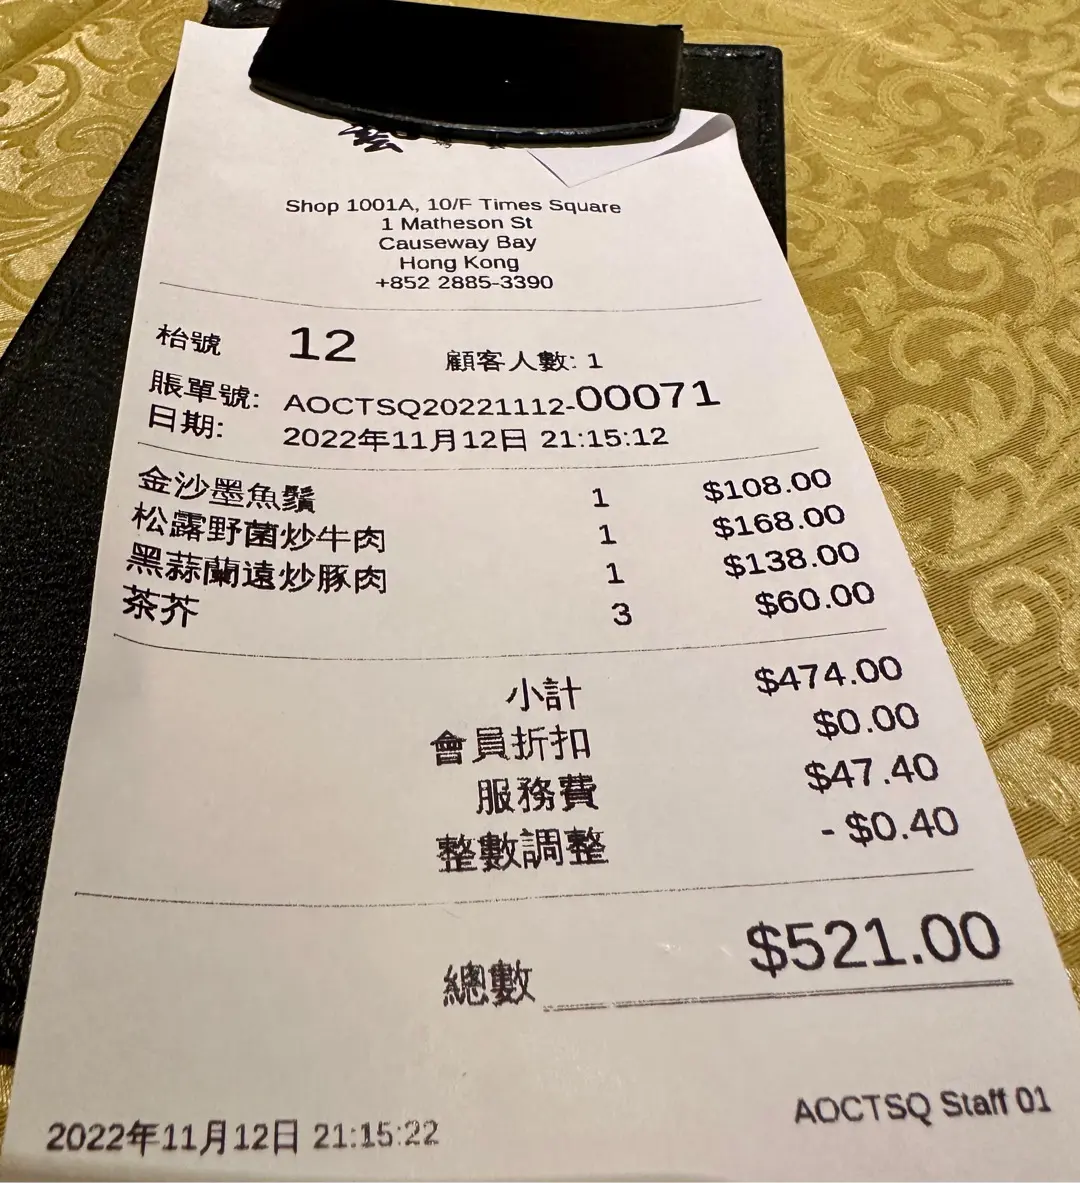 Shop 1001A, 10/F Times Square
1 Matheson St
Causeway Bay
Hong Kong
+852 2885-3390
枱號 12 顧客人數: 1
賬單號: AOCTSQ20221112-00071
日期: 2022年11月12日 21:15:12
金沙墨魚鬚 1 $108.00
松露野菌炒牛肉 1 $168.00
黑蒜蘭遠炒豚肉 1 $138.00
茶芥 3 $60.00
小計 $474.00
會員折扣 $0.00
服務費 $47.40
整數調整 - $0.40
總數 $521.00
AOCTSQ Staff 01
2022年11月12日 21:15:22